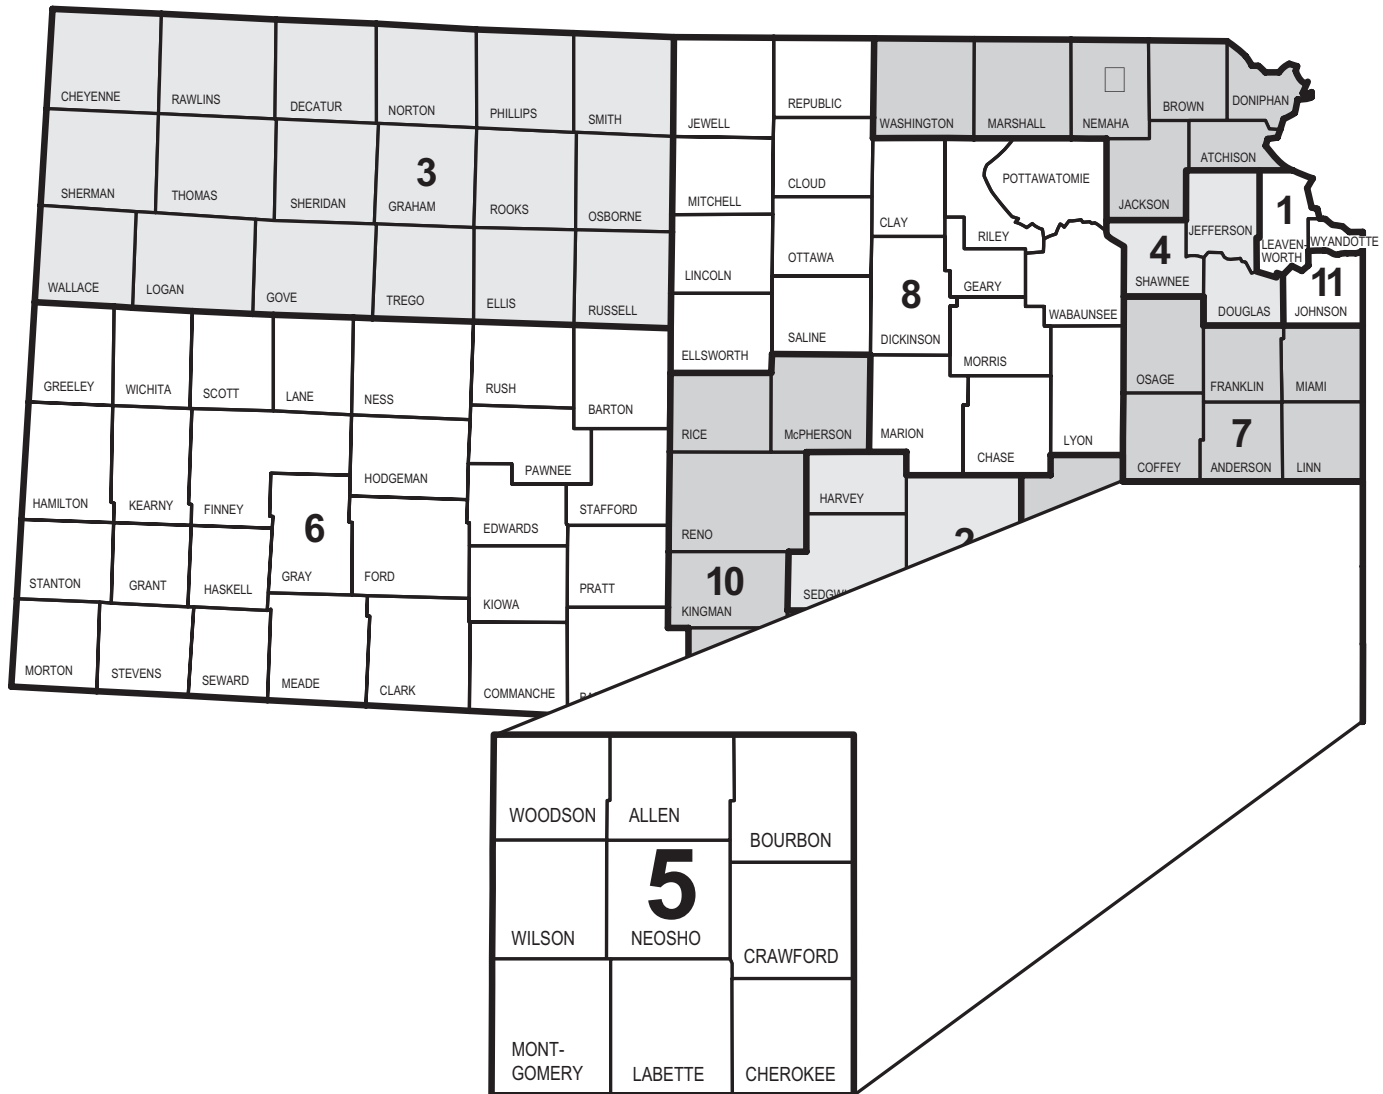 CHEYENNE
RAWLINS
DECATUR
NORTON
PHILLIPS
SMITH
JEWELL
REPUBLIC
WASHINGTON
MARSHALL
NEMAHA
BROWN
DONIPHAN
ATCHISON
SHERMAN
THOMAS
SHERIDAN
3
GRAHAM
ROOKS
OSBORNE
MITCHELL
CLOUD
CLAY
RILEY
POTTAWATOMIE
JACKSON
JEFFERSON
1
LEAVEN-
WORTH
WYANDOTTE
WALLACE
LOGAN
GOVE
TREGO
ELLIS
RUSSELL
LINCOLN
OTTAWA
8
DICKINSON
GEARY
WABAUNSEE
4
SHAWNEE
DOUGLAS
11
JOHNSON
GREELEY
WICHITA
SCOTT
LANE
NESS
RUSH
BARTON
ELLSWORTH
SALINE
MORRIS
OSAGE
FRANKLIN
MIAMI
RICE
McPHERSON
MARION
CHASE
LYON
COFFEY
7
ANDERSON
LINN
HAMILTON
KEARNY
FINNEY
HODGEMAN
PAWNEE
STAFFORD
EDWARDS
RENO
HARVEY
2
STANTON
GRANT
HASKELL
6
GRAY
FORD
KIOWA
PRATT
10
KINGMAN
SEDGW
MORTON
STEVENS
SEWARD
MEADE
CLARK
COMMANCHE
WOODSON
ALLEN
BOURBON
WILSON
5
NEOSHO
CRAWFORD
MONT-
GOMERY
LABETTE
CHEROKEE